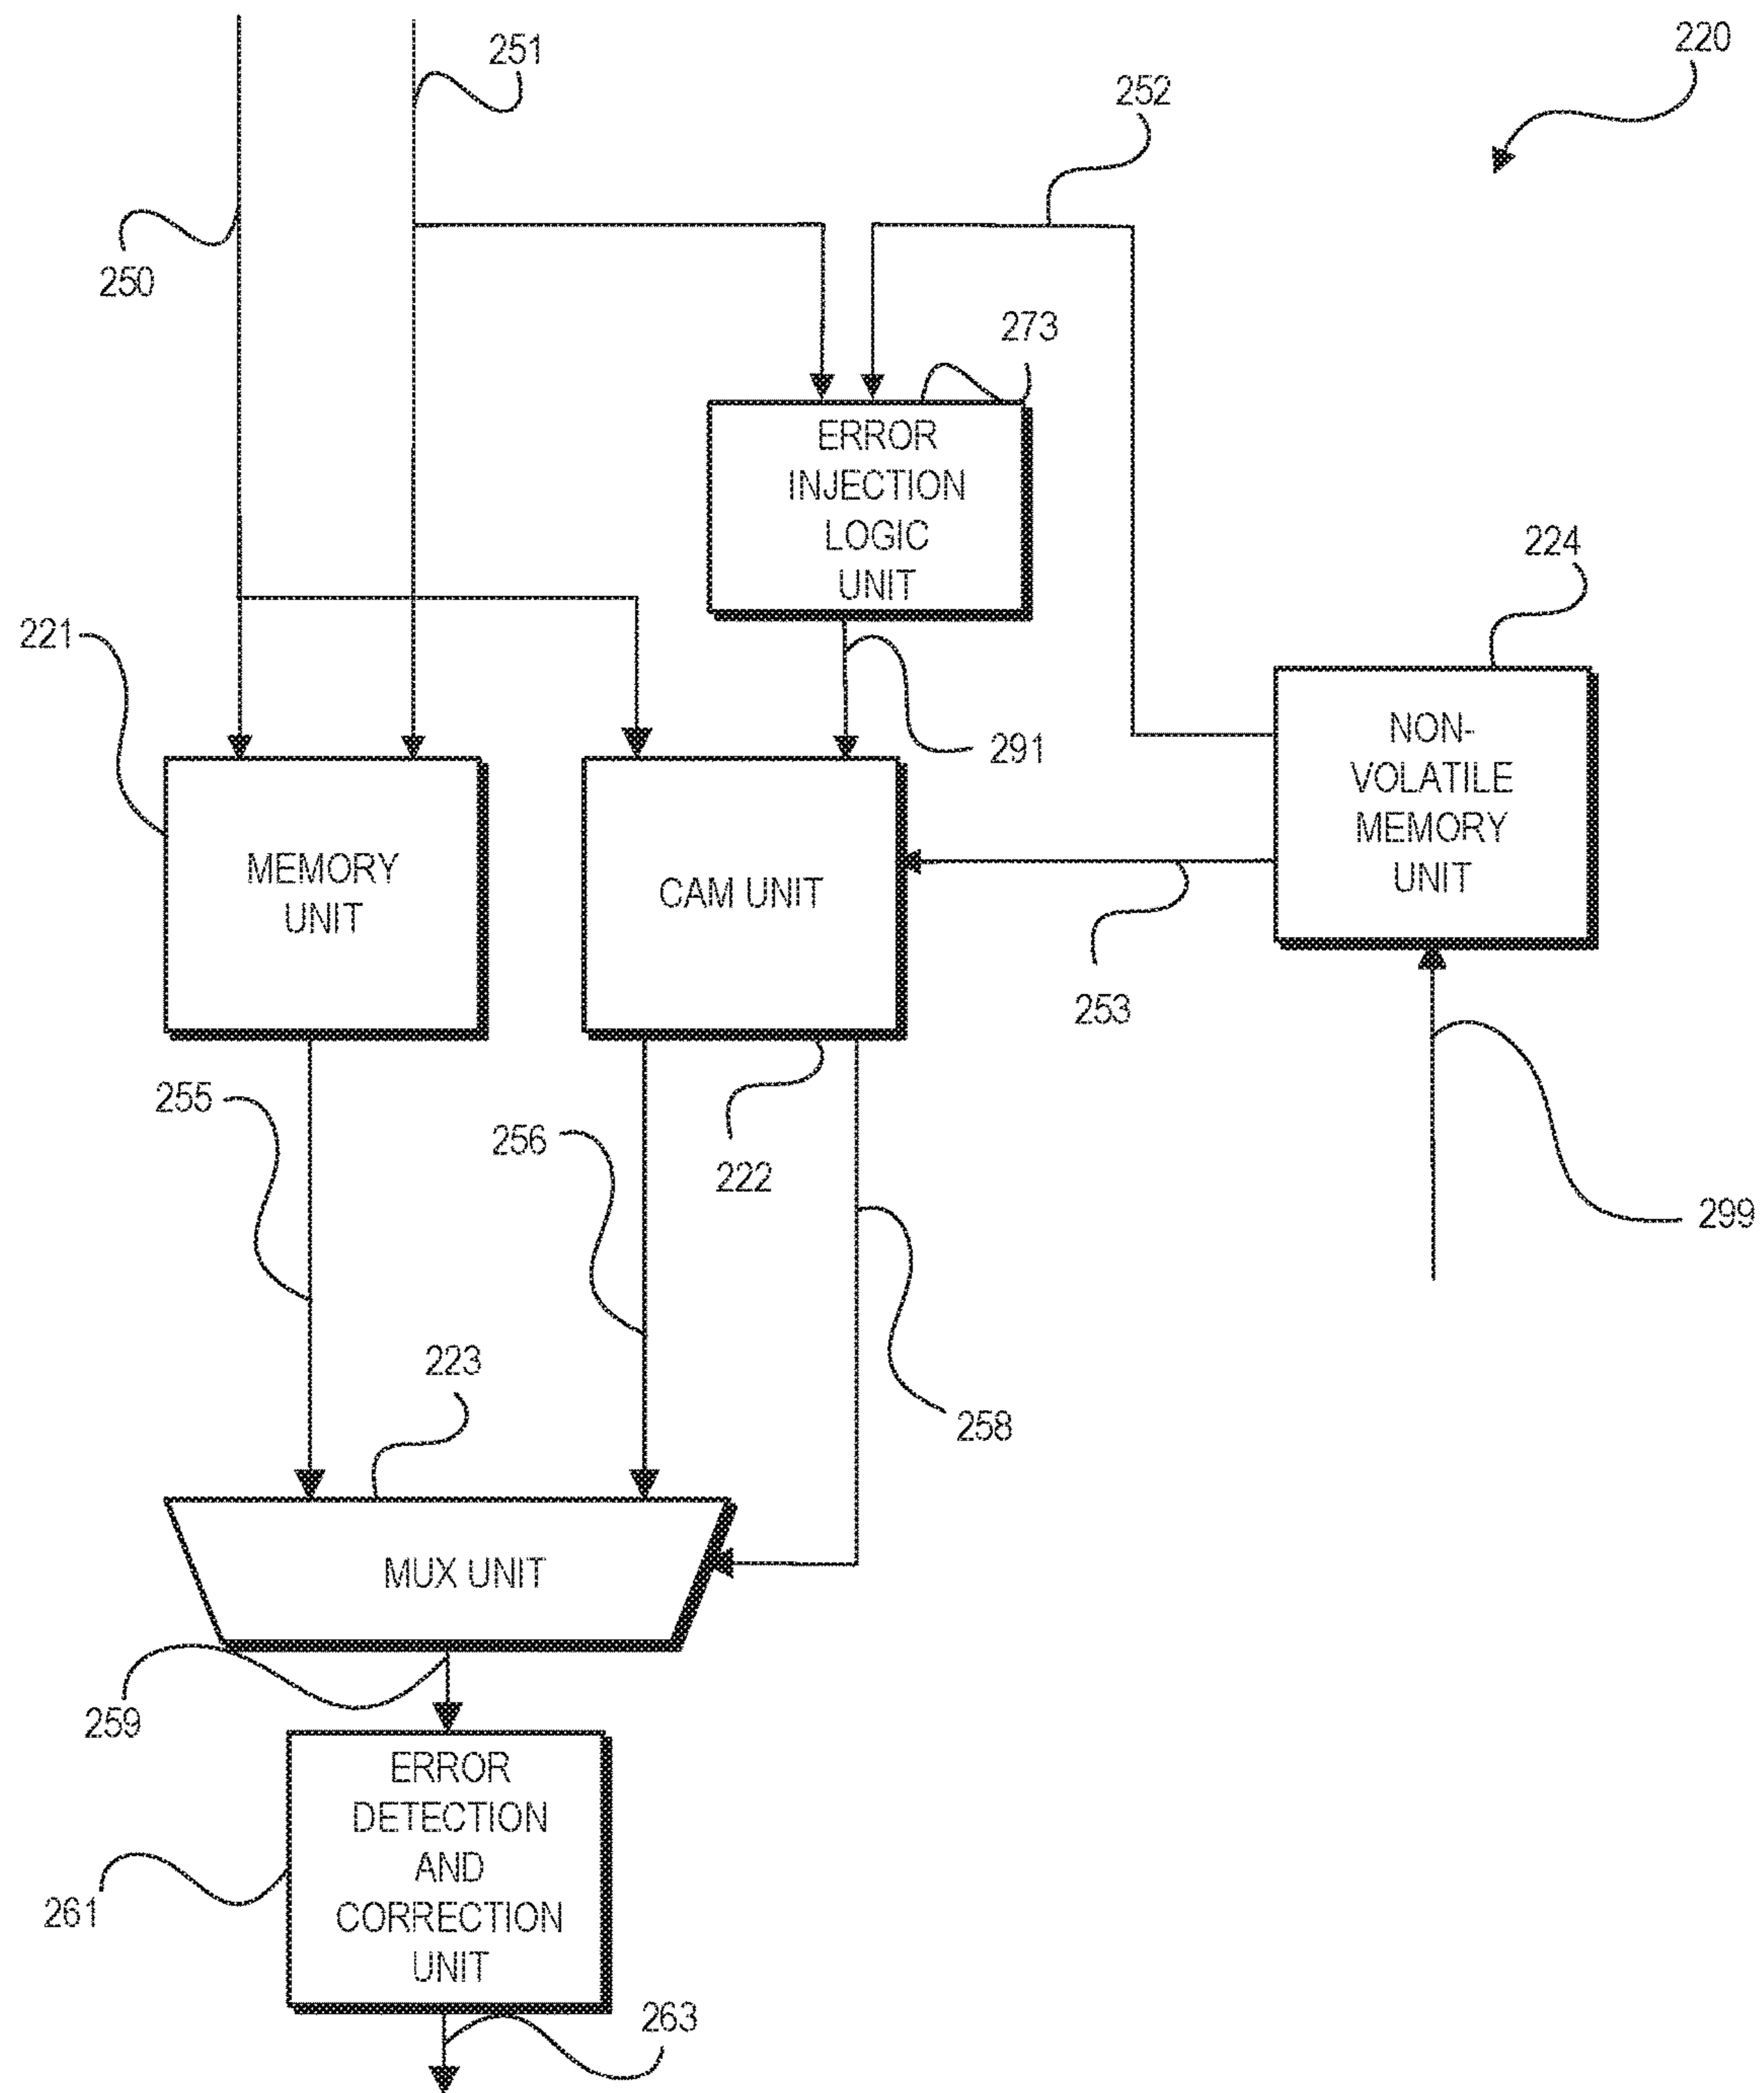 220
251
252
250
273
ERROR
INJECTION
LOGIC
UNIT
224
221
291
NON-
VOLATILE
MEMORY
UNIT
MEMORY
UNIT
CAM UNIT
253
255
256
222
299
223
258
MUX UNIT
259
ERROR
DETECTION
AND
CORRECTION
UNIT
261
263